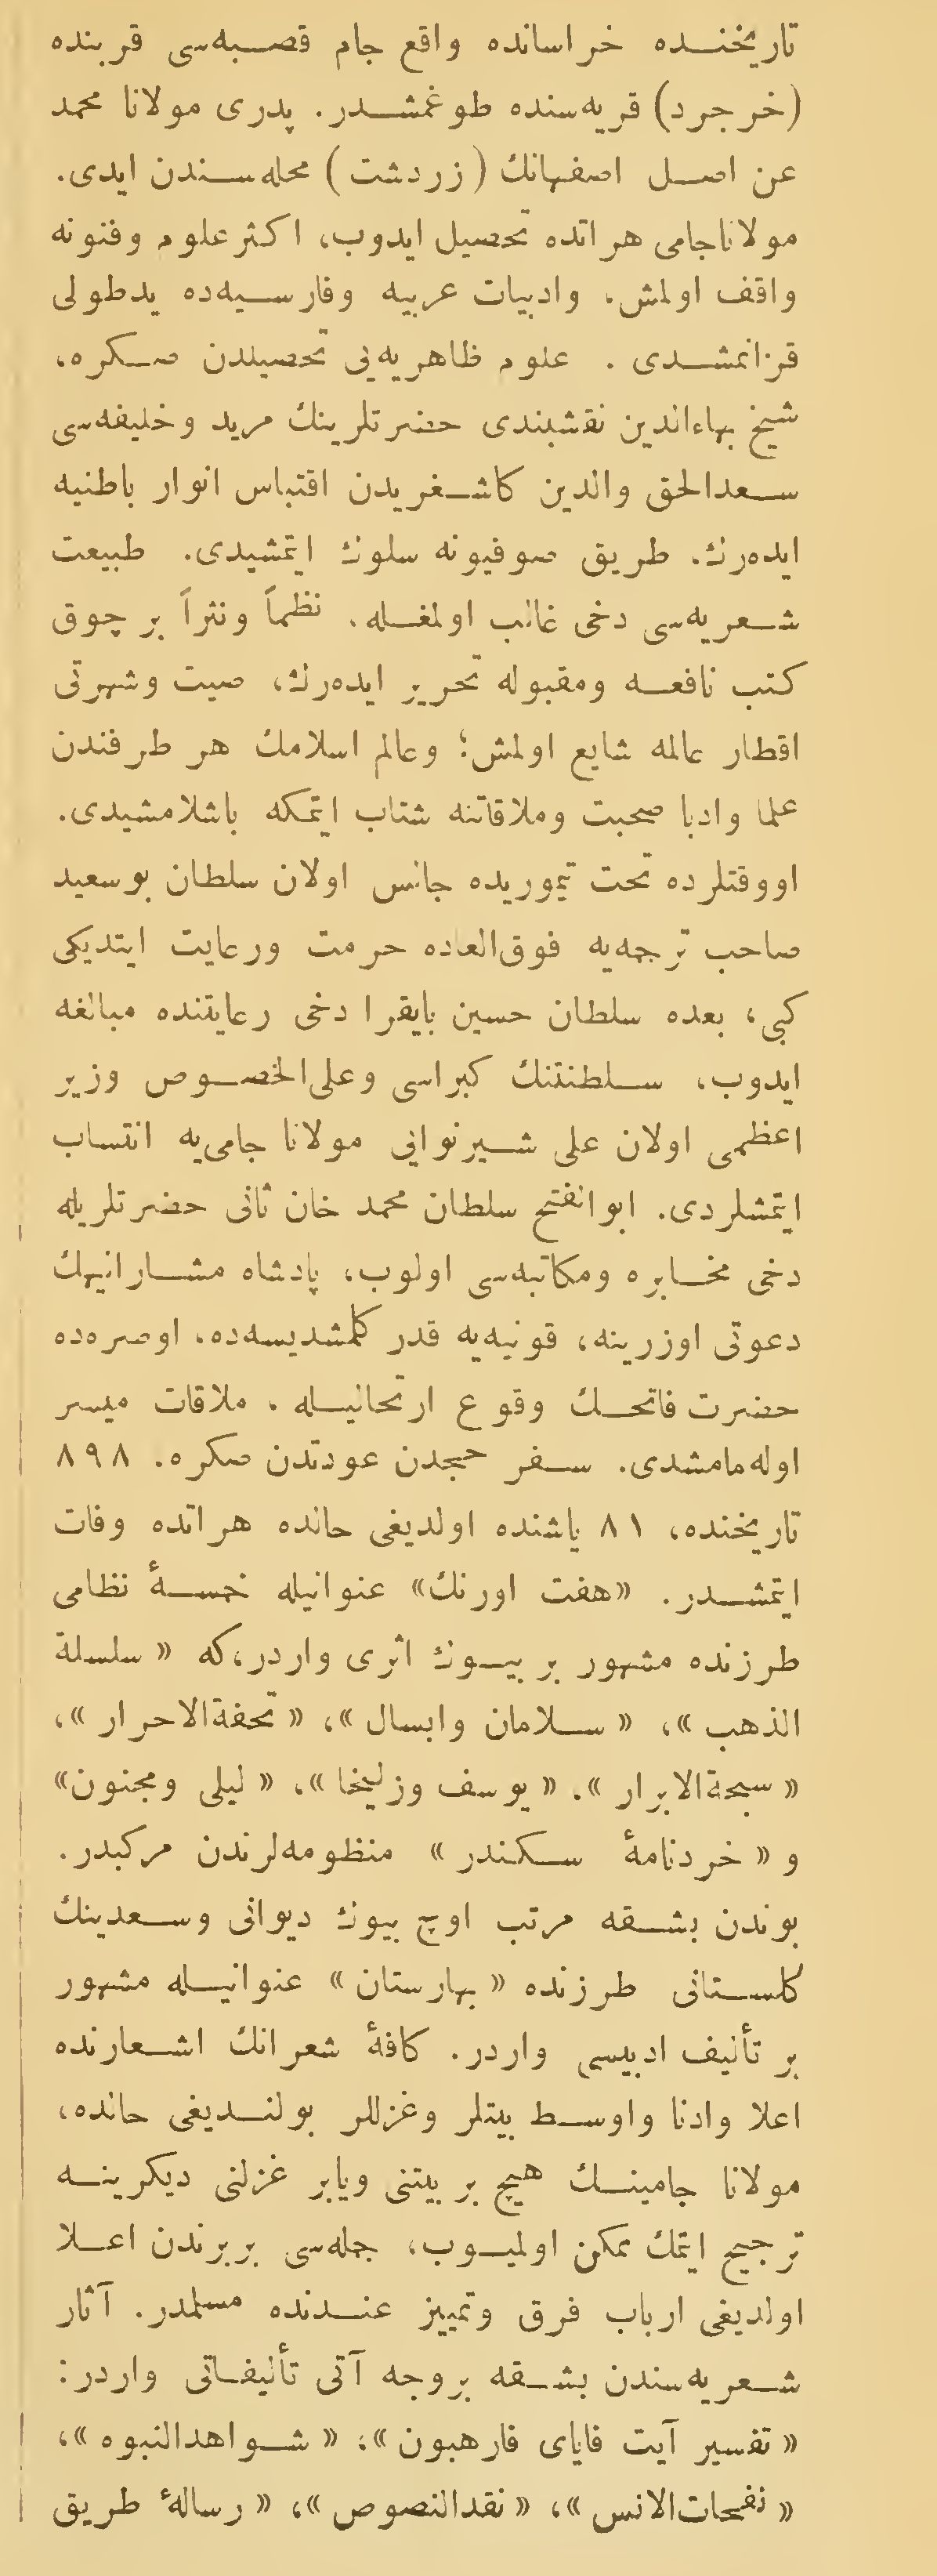 تاریخنده خراسانده واقع جام قصبه‌سی قربنده
(خرجرد) قریه‌سنده طوغمشدر. پدری مولانا محمد
عن اصل اصفهانك (زردشت) محله‌سندن ایدی.
مولاناجامی هراتده تحصیل ایدوب، اکثر علوم وفنونه
واقف اولمش، وادبیات عربیه وفارسیه‌ده یدطولی
قزانمشدی . علوم ظاهریه‌یی تحصیلدن صکره،
شیخ بهاءالدین نقشبندی حضرتلرینك مرید وخلیفه‌سی
سعدالحق والدین کاشغریدن اقتباس انوار باطنیه
ایده‌رك، طریق صوفیونه سلوك ایتمشیدی. طبیعت
شعریه‌سی دخی غالب اولمغله، نظماً ونثراً بر چوق
کتب نافعه ومقبوله تحریر ایده‌رك، صیت وشهرتی
اقطار عالمه شایع اولمش؛ وعالم اسلامك هر طرفندن
علما وادبا صحبت وملاقاتنه شتاب ایتمکه باشلامشیدی.
اووقتلرده تخت تیموریده جالس اولان سلطان بوسعید
صاحب ترجمه‌یه فوق‌العاده حرمت ورعایت ایتدیکی
کبی، بعده سلطان حسین بایقرا دخی رعایتنده مبالغه
ایدوب، سلطنتنك کبراسی وعلی‌الخصوص وزیر
اعظمی اولان علی شیرنوائی مولانا جامی‌یه انتساب
ایتمشلردی. ابوالفتح سلطان محمد خان ثانی حضرتلریله
دخی مخابره ومکاتبه‌سی اولوب، پادشاه مشارالیهك
دعوتی اوزرینه، قونیه‌یه قدر کلمشدیسه‌ده، اوصره‌ده
حضرت فاتحك وقوع ارتحالیله ، ملاقات میسر
اوله‌مامشدی. سفر حجدن عودتدن صکره، ٨٩٨
تاریخنده، ٨١ یاشنده اولدیغی حالده هراتده وفات
ایتمشدر. «هفت اورنك» عنوانیله خمسهٔ نظامی
طرزنده مشهور بر بیوك اثری واردر،که «سلسلة
الذهب»، «سلامان وابسال»، «تحفةالاحرار»،
«سبحةالابرار»، «یوسف وزلیخا»، «لیلی ومجنون»
و «خردنامهٔ سکندر» منظومه‌لرندن مرکبدر.
بوندن بشقه مرتب اوچ بیوك دیوانی وسعدینك
کلستانی طرزنده «بهارستان» عنوانیله مشهور
بر تألیف ادبیسی واردر. کافهٔ شعرانك اشعارنده
اعلا وادنا واوسط بیتلر وغزللر بولندیغی حالده،
مولانا جامینك هیچ بر بیتنی ویابر غزلنی دیکرینه
ترجیح ایتمك ممکن اولمیوب، جمله‌سی بربرندن اعلا
اولدیغی ارباب فرق وتمییز عندنده مسلمدر. آثار
شعریه‌سندن بشقه بروجه آتی تألیفاتی واردر:
«تفسیر آیت فایای فارهبون»، «شواهدالنبوه»،
«نفحات‌الانس»، «نقدالنصوص»، «رسالهٔ طریق